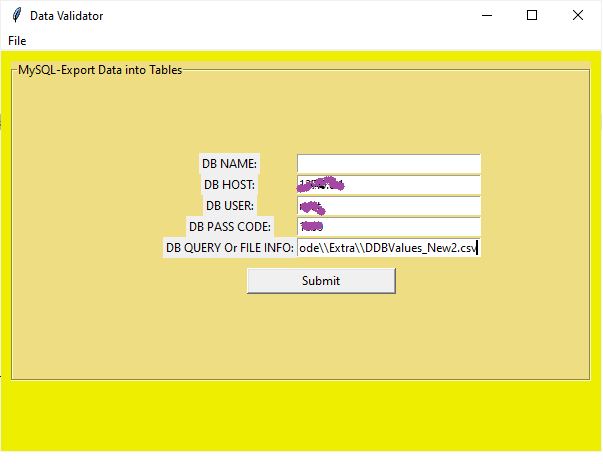 Data Validator
File
MySQL-Export Data into Tables
DB NAME:
DB HOST:
DB USER:
DB PASS CODE:
DB QUERY Or FILE INFO: ode\\Extra\\DDBValues_New2.csv
Submit